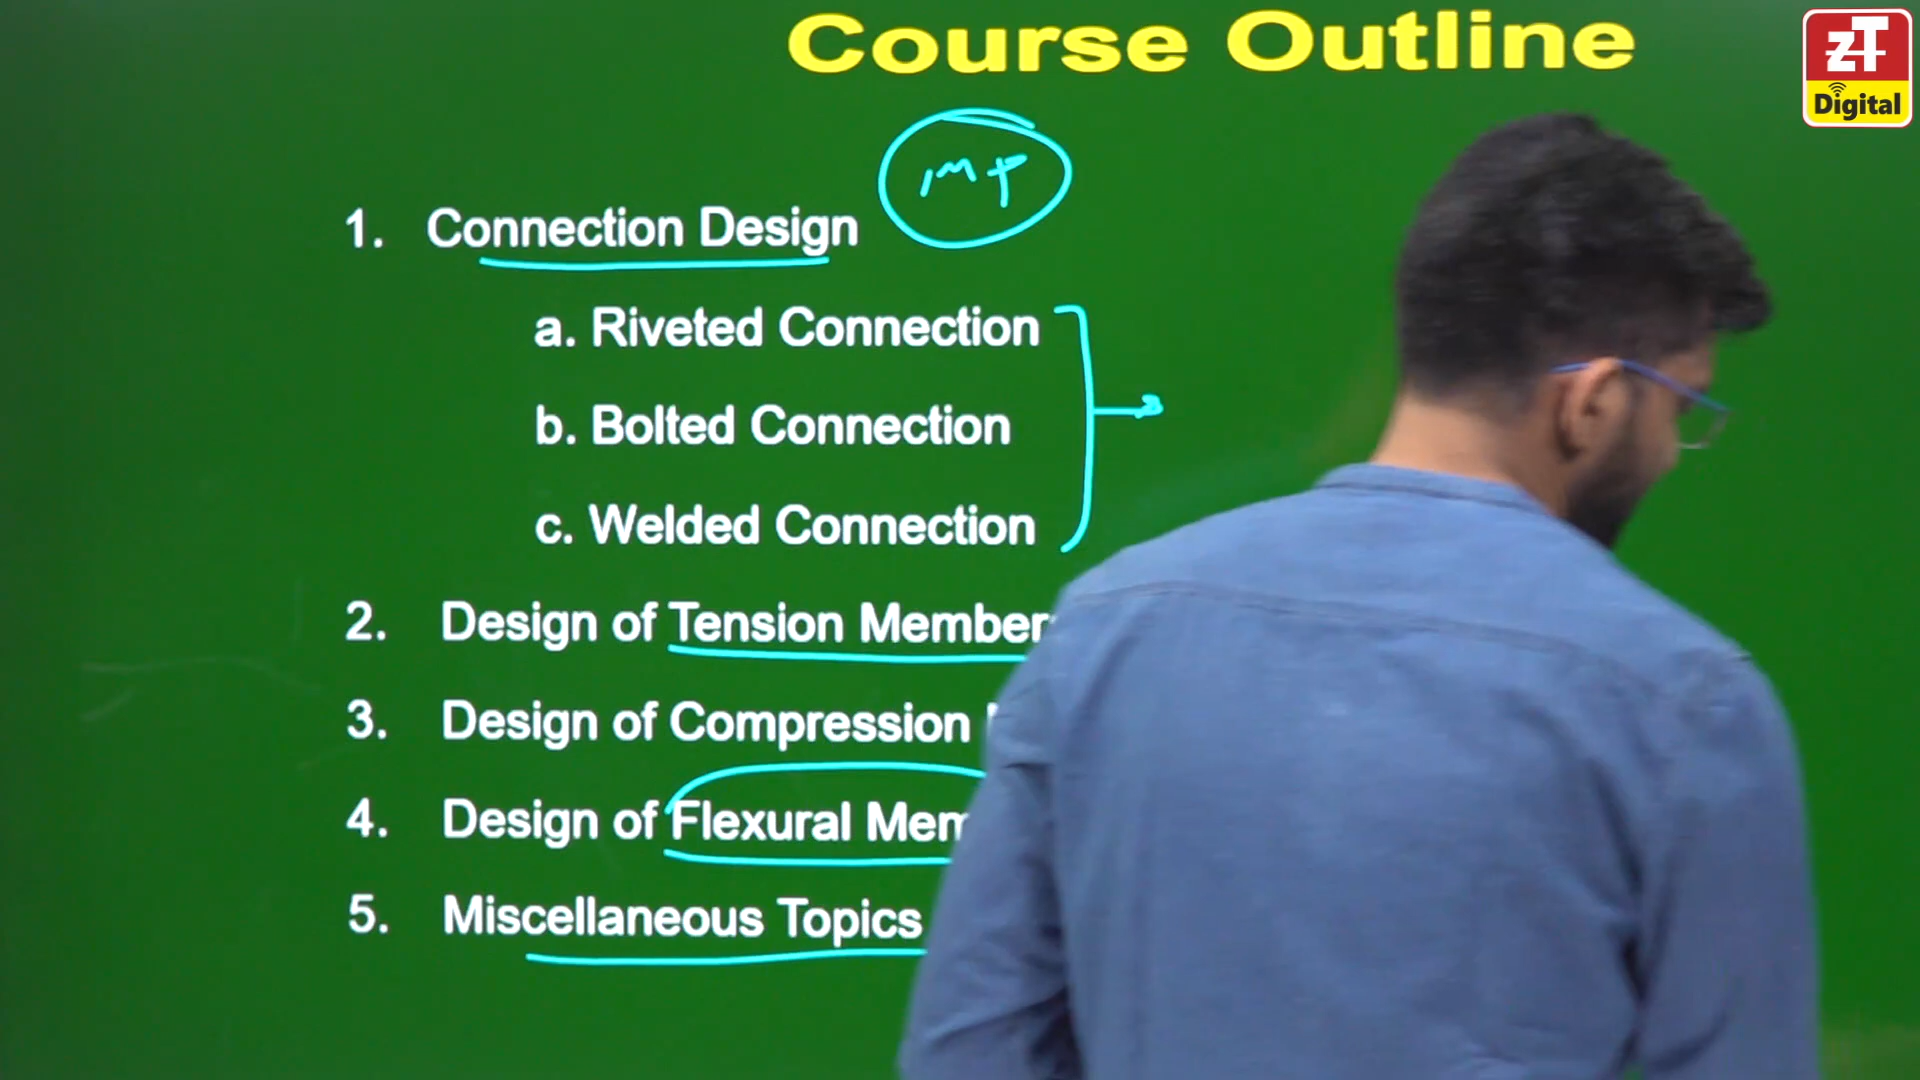 Course Outline
ZT
Digital
1. Connection Design
a. Riveted Connection
b. Bolted Connection
c. Welded Connection
2. Design of Tension Member
3. Design of Compression
4. Design of Flexural Mem
5. Miscellaneous Topics